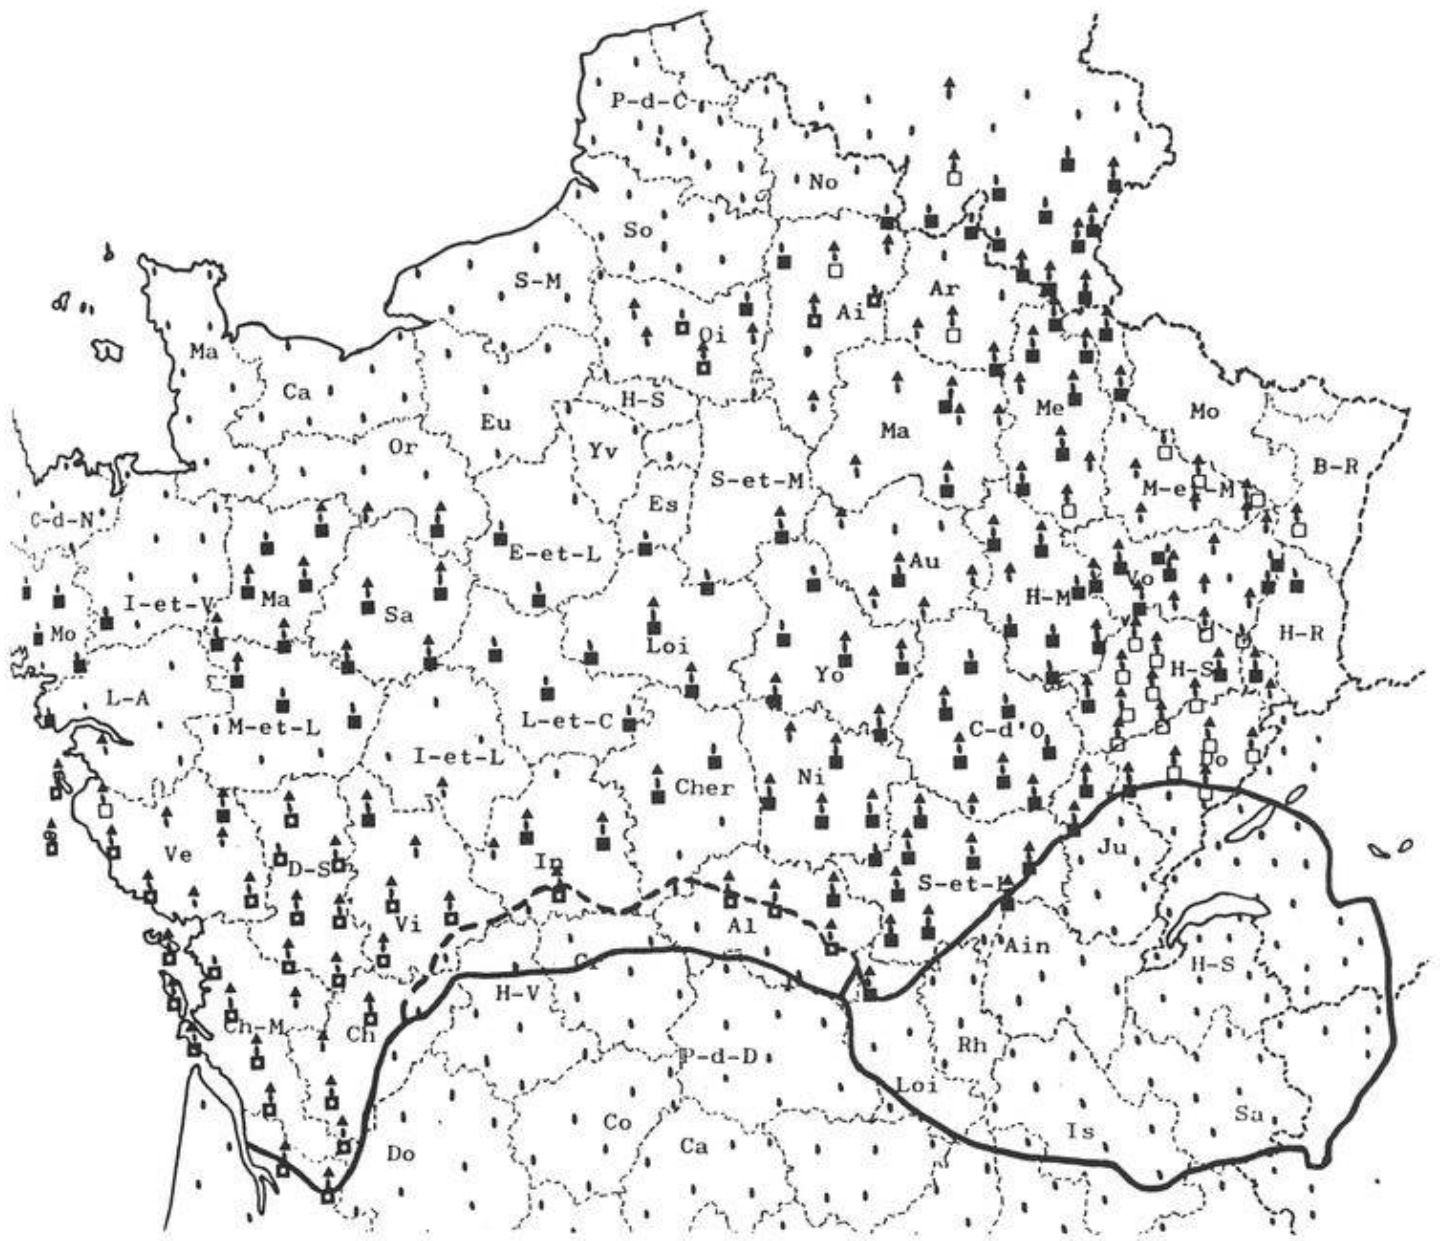 P-d-C
No
So
S-M
Ar
Ai
Oi
Ma
Ca
H-S
Me
Mo
Eu
Ma
Or
Yv
B-R
S-et-M
M-et-M
Es
C-d-N
E-et-L
Au
Vo
I-et-V
Ma
H-M
Sa
Mo
H-R
Loi
H-S
Yo
L-A
L-et-C
M-et-L
C-d'O
I-et-L
Ni
Cher
Ju
Ve
In
D-S
S-et-L
Vi
Al
Ain
H-S
H-V
Ch-M
Ch
Rh
P-d-D
Loi
Sa
Co
Is
Ca
Do